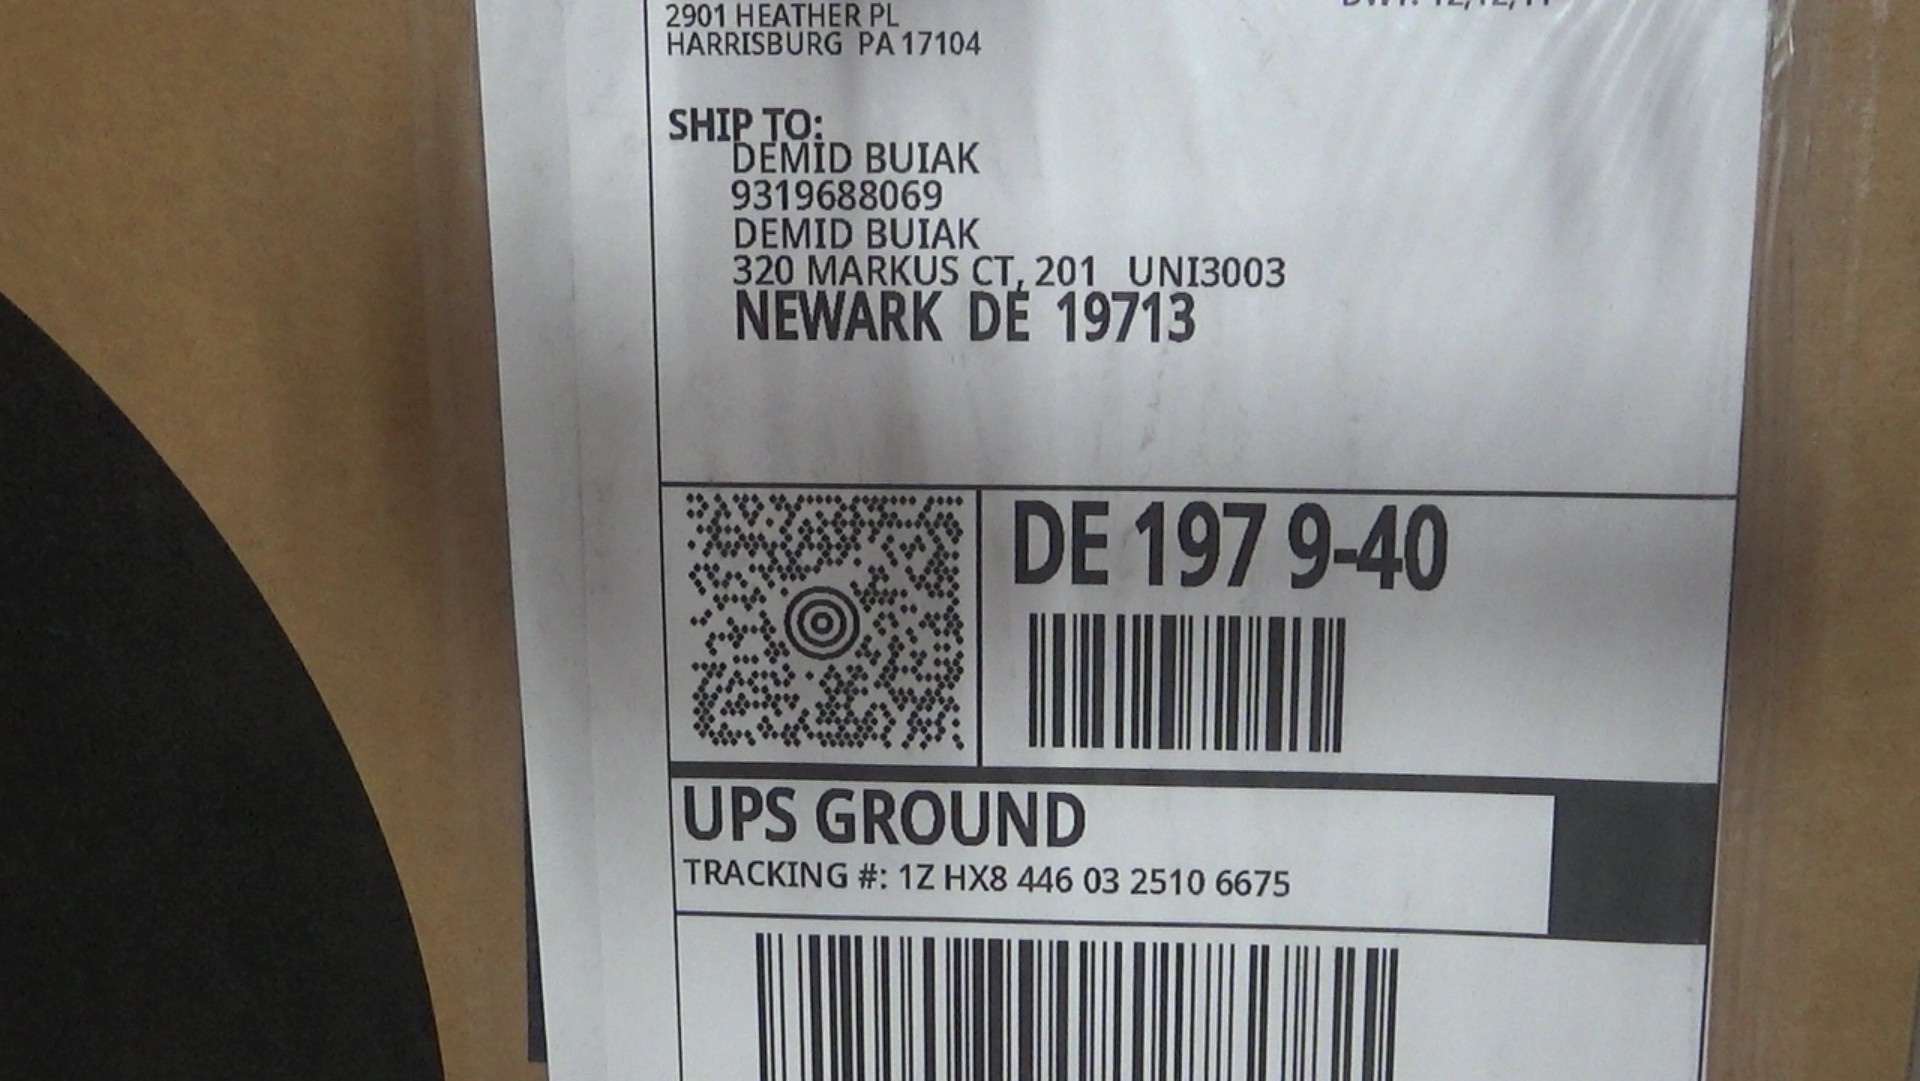 2901 HEATHER PL
HARRISBURG PA 17104
SHIP TO:
DEMID BUIAK
9319688069
DEMID BUIAK
320 MARKUS CT, 201 UNI3003
NEWARK DE 19713
DE 197 9-40
UPS GROUND
TRACKING #: 1Z HX8 446 03 2510 6675